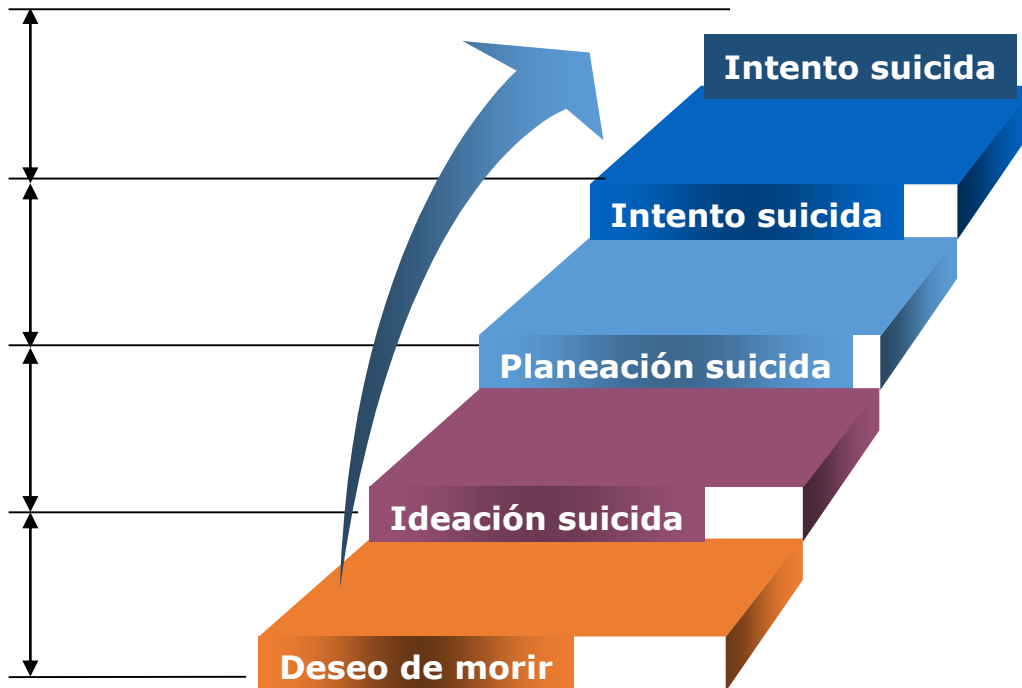 Intento suicida
Intento suicida
Planeación suicida
Ideación suicida
Deseo de morir